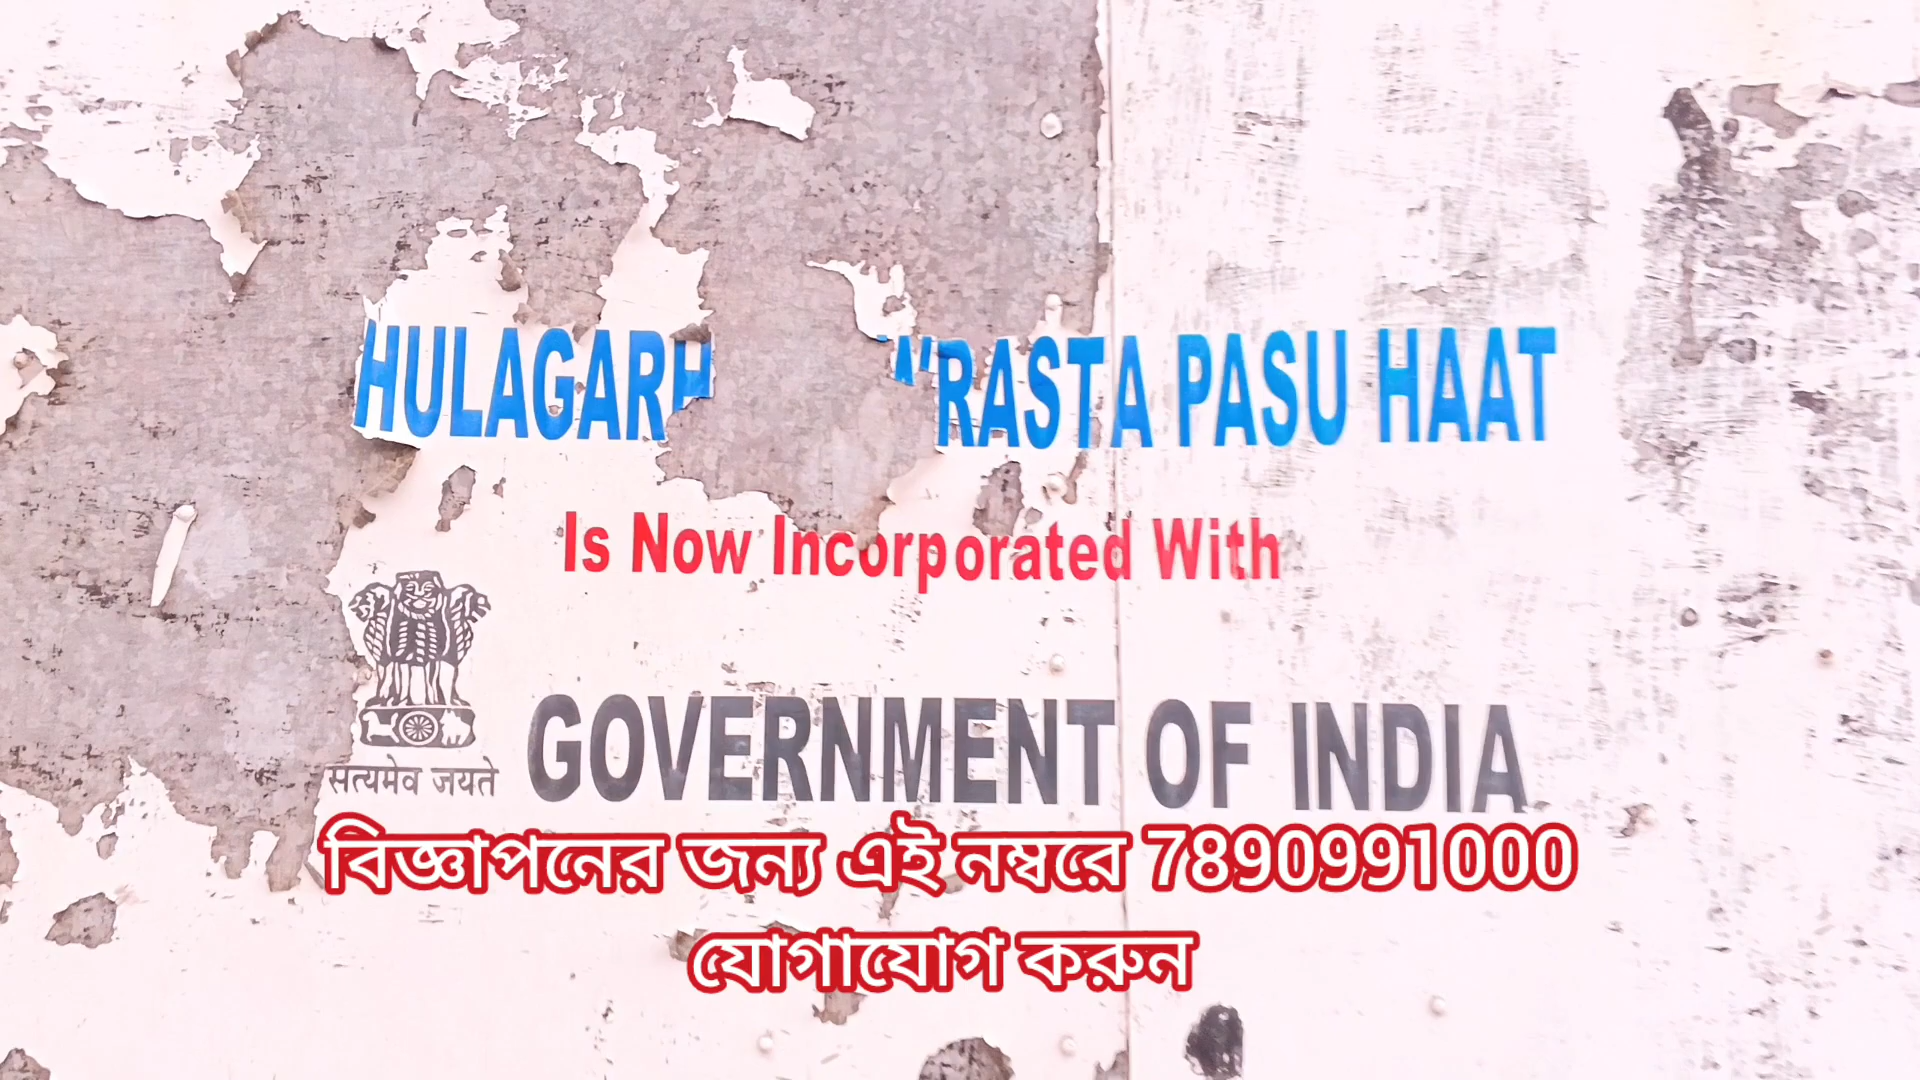 HULAGARH RASTA PASU HAAT
Is Now Incorporated With
सत्यमेव जयते
GOVERNMENT OF INDIA
বিজ্ঞাপনের জন্য এই নম্বরে 7890991000
যোগাযোগ করুন